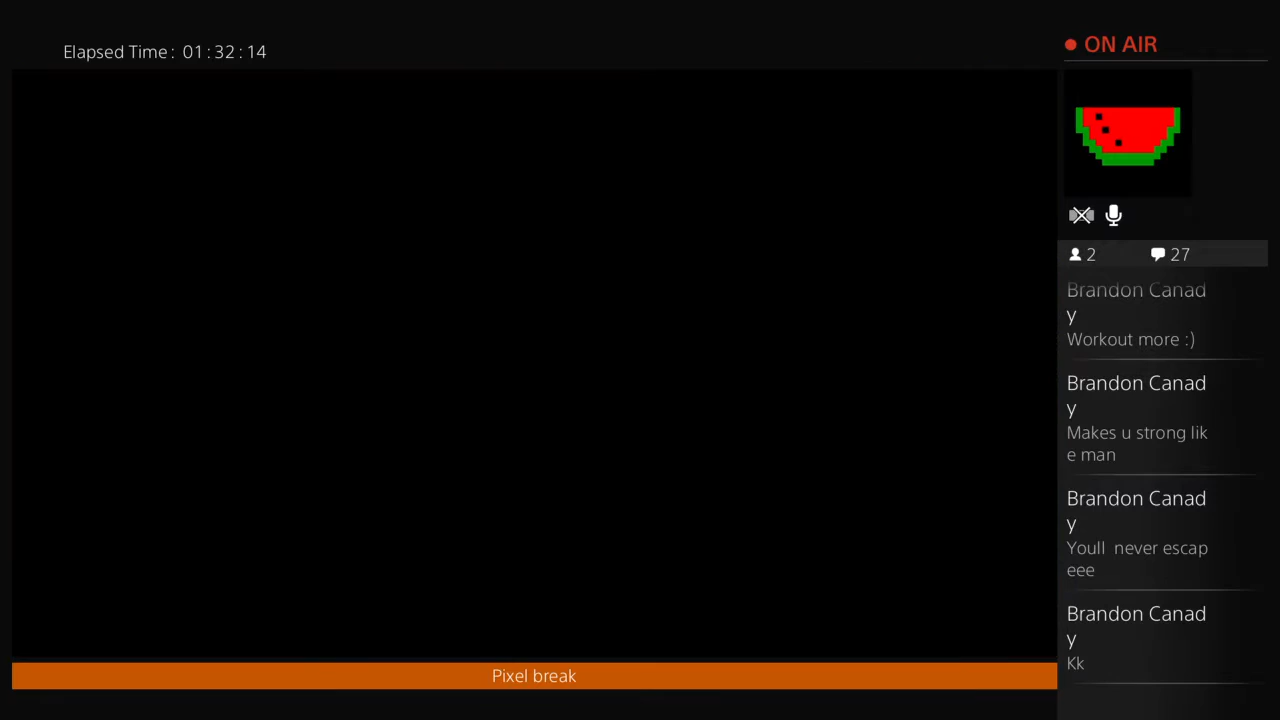 Elapsed Time: 01:32:14
ON AIR
2 27
Brandon Canad
y
Workout more :)
Brandon Canad
y
Makes u strong lik
e man
Brandon Canad
y
Youll never escap
eee
Brandon Canad
y
Kk
Pixel break